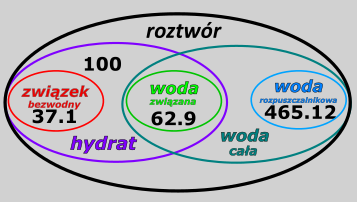 roztwór
100
związek
bezwodny
37.1
woda
związana
62.9
woda
rozpuszczalnikowa
465.12
hydrat
woda
cała